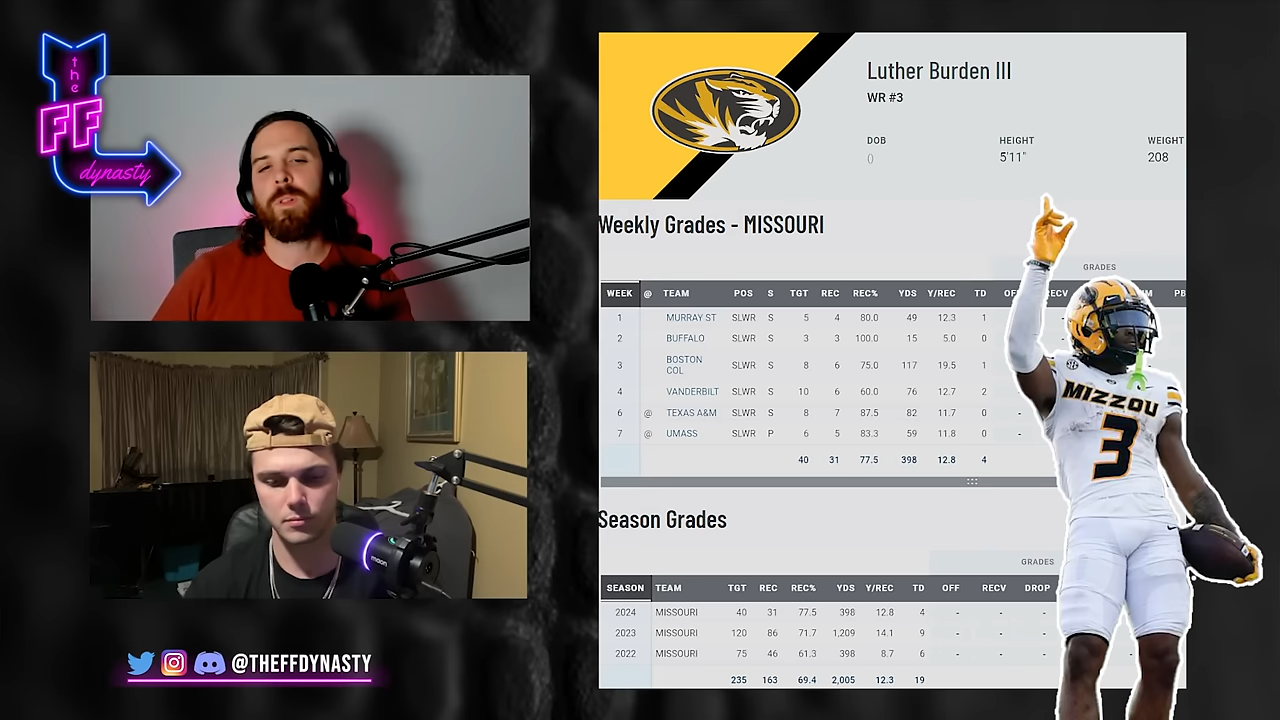 the
FF
dynasty
@THEFFDYNASTY
Luther Burden III
WR #3
DOB HEIGHT WEIGHT
() 5'11" 208
Weekly Grades - MISSOURI
GRADES
WEEK @ TEAM POS S TGT REC REC% YDS Y/REC TD PB
1 MURRAY ST SLWR S 5 4 80.0 49 12.3 1 -
2 BUFFALO SLWR S 3 3 100.0 15 5.0 0
3 BOSTON COL SLWR S 8 6 75.0 117 19.5 1
4 VANDERBILT SLWR S 10 6 60.0 76 12.7 2
6 @ TEXAS A&M SLWR S 8 7 87.5 82 11.7 0 -
7 @ UMASS SLWR P 6 5 83.3 59 11.8 0 -
40 31 77.5 398 12.8 4
Season Grades
GRADES
SEASON TEAM TGT REC REC% YDS Y/REC TD OFF RECV DROP
2024 MISSOURI 40 31 77.5 398 12.8 4 - - -
2023 MISSOURI 120 86 71.7 1,209 14.1 9 - - -
2022 MISSOURI 75 46 61.3 398 8.7 6 - - -
235 163 69.4 2,005 12.3 19
MIZZOU
3